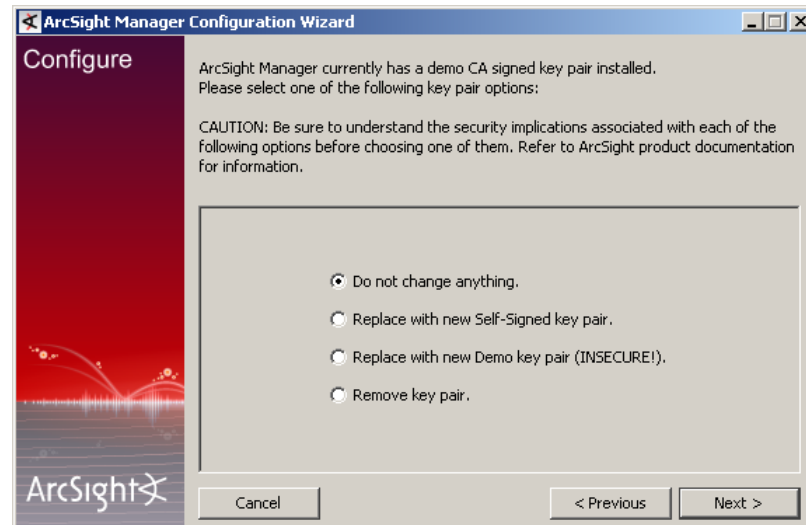 ArcSight Manager Configuration Wizard
Configure
ArcSight Manager currently has a demo CA signed key pair installed.
Please select one of the following key pair options:
CAUTION: Be sure to understand the security implications associated with each of the
following options before choosing one of them. Refer to ArcSight product documentation
for information.
Do not change anything.
Replace with new Self-Signed key pair.
Replace with new Demo key pair (INSECURE!).
Remove key pair.
ArcSight
Cancel
< Previous
Next >